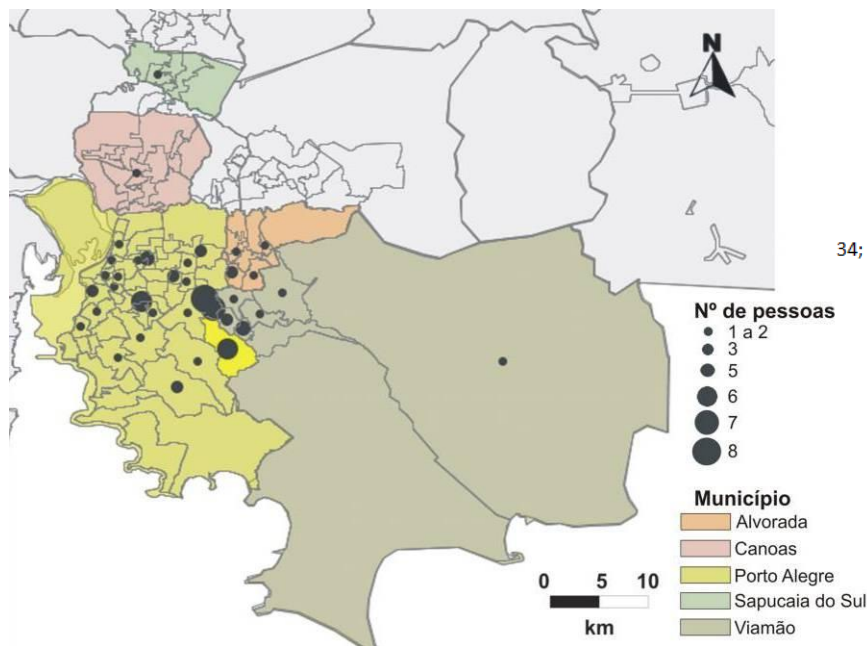 N
34;
Nº de pessoas
1 a 2
3
5
6
7
8
Município
Alvorada
Canoas
Porto Alegre
Sapucaia do Sul
Viamão
0 5 10
km